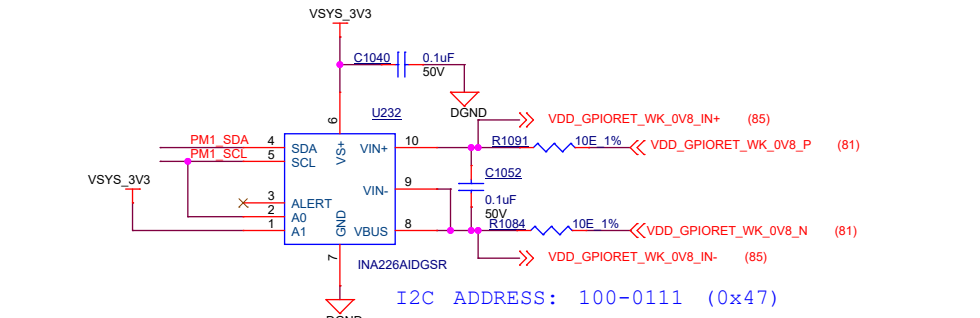 VSYS_3V3
C1040 0.1uF
50V
DGND
U232
6
VDD_GPIORET_WK_0V8_IN+ (85)
PM1_SDA 4 SDA VS+ VIN+ 10 R1091 10E_1% VDD_GPIORET_WK_0V8_P (81)
PM1_SCL 5 SCL
C1052
VSYS_3V3 VIN- 9
0.1uF
50V
3 ALERT
2 A0
1 A1 GND VBUS 8 R1084 10E_1% VDD_GPIORET_WK_0V8_N (81)
7
INA226AIDGSR VDD_GPIORET_WK_0V8_IN- (85)
I2C ADDRESS: 100-0111 (0x47)
DGND